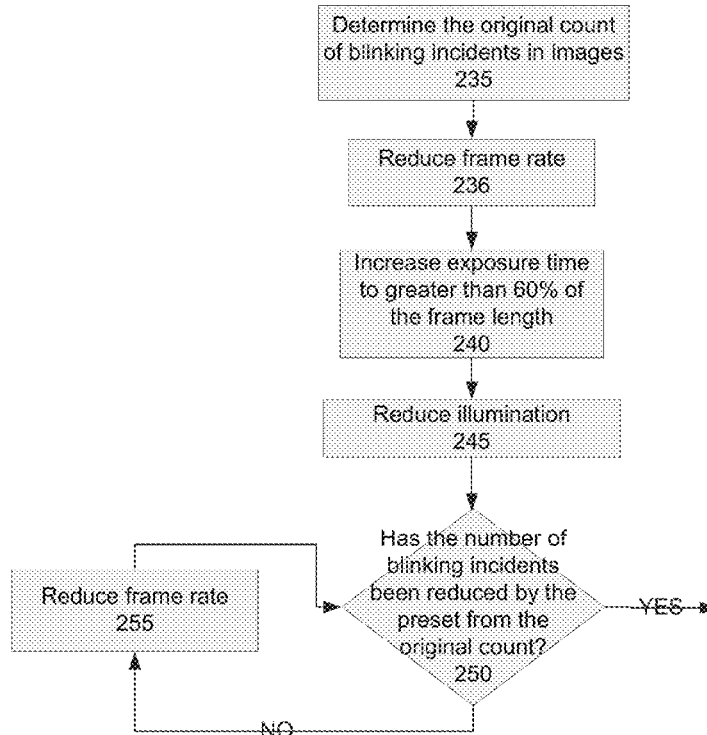 Determine the original count
of blinking incidents in images
235
Reduce frame rate
236
Increase exposure time
to greater than 60% of
the frame length
240
Reduce illumination
245
Has the number of
blinking incidents
been reduced by the
preset from the
original count?
250
YES
Reduce frame rate
255
NO